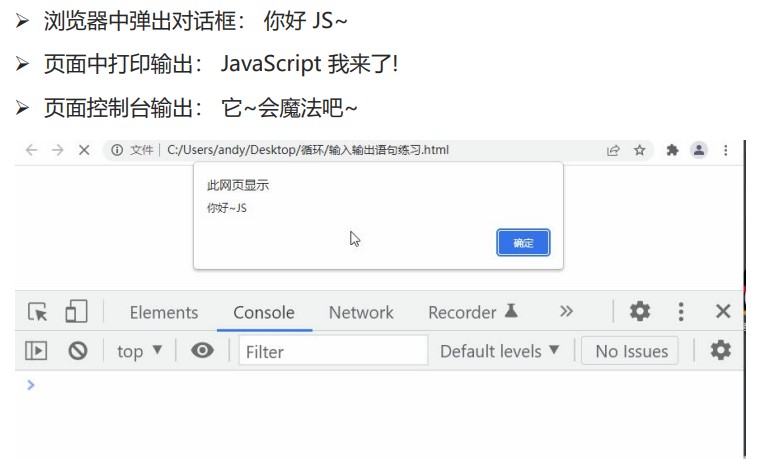 浏览器中弹出对话框： 你好 JS~
页面中打印输出： JavaScript 我来了!
页面控制台输出： 它~会魔法吧~
文件 | C:/Users/andy/Desktop/循环/输入输出语句练习.html
此网页显示
你好~JS
确定
Elements Console Network Recorder
top Filter Default levels No Issues